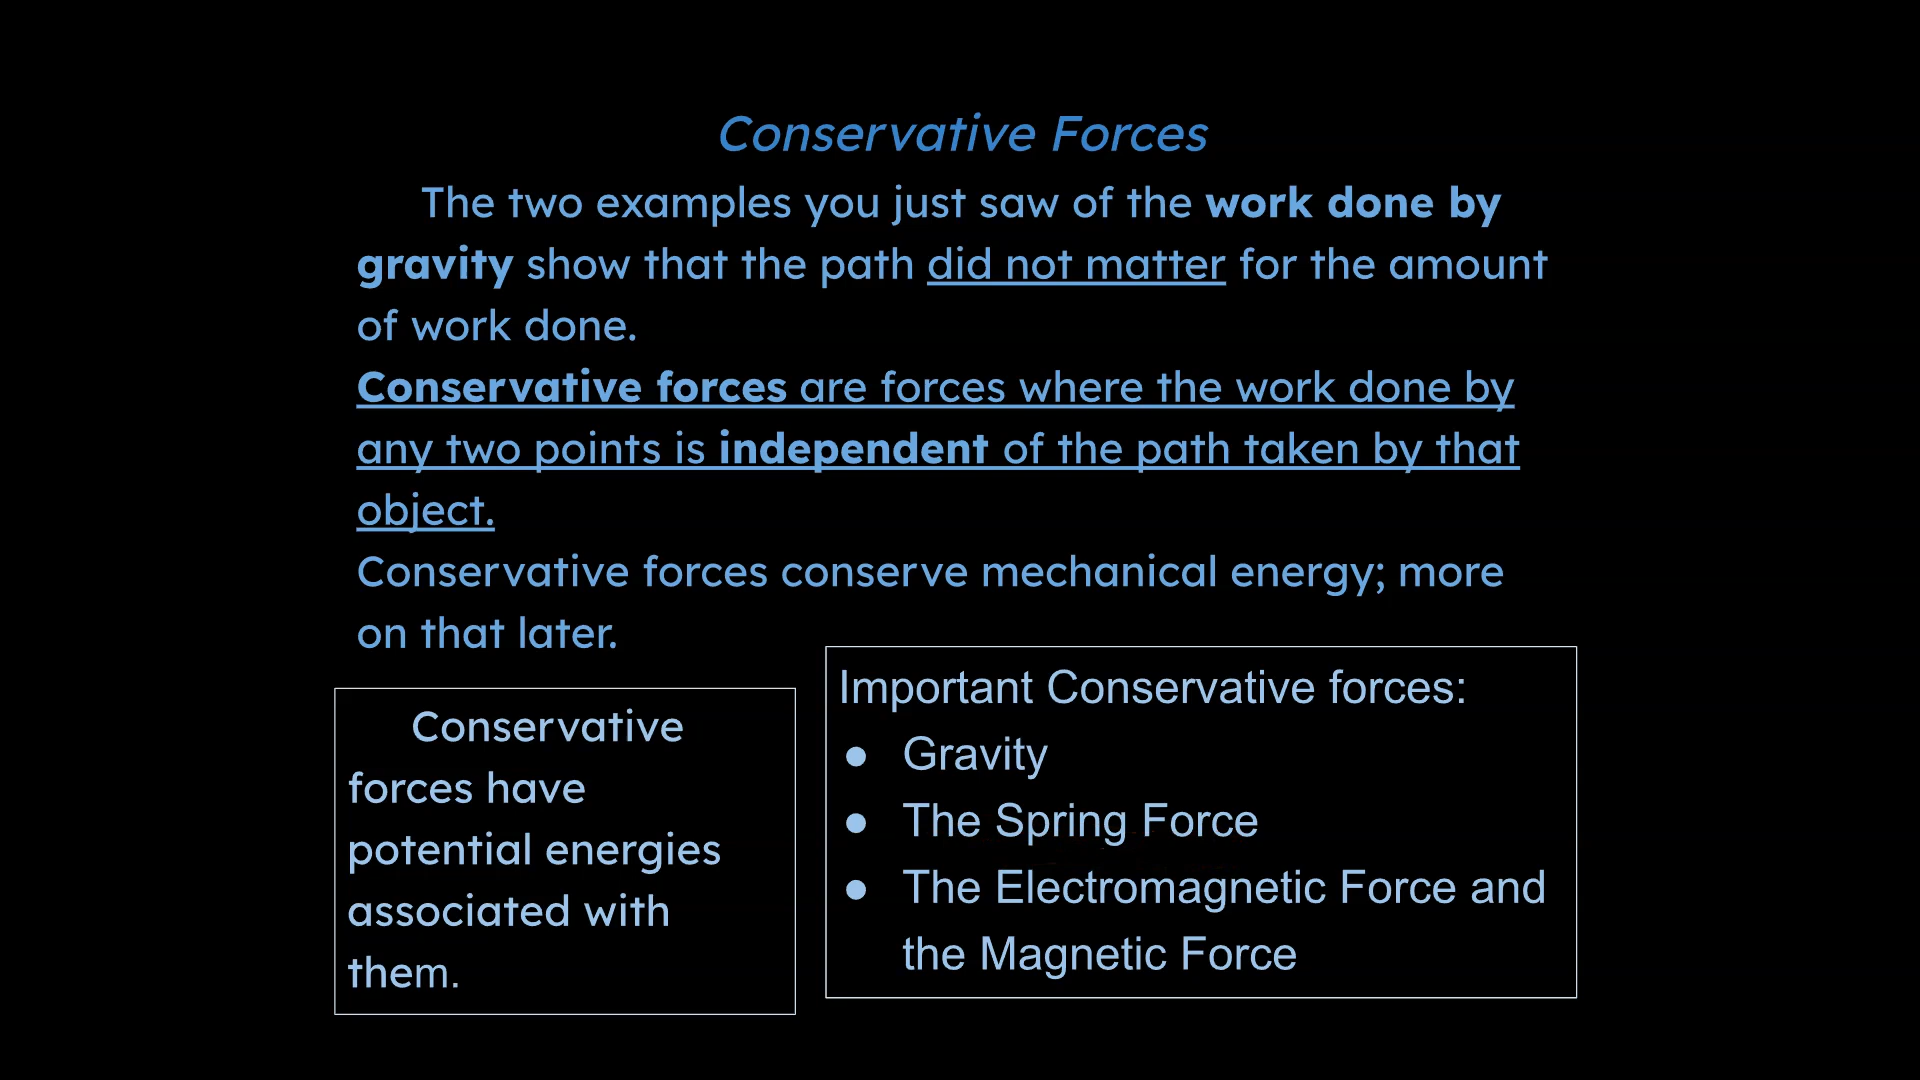 Conservative Forces
The two examples you just saw of the work done by
gravity show that the path did not matter for the amount
of work done.
Conservative forces are forces where the work done by
any two points is independent of the path taken by that
object.
Conservative forces conserve mechanical energy; more
on that later.
Conservative
forces have
potential energies
associated with
them.
Important Conservative forces:
● Gravity
● The Spring Force
● The Electromagnetic Force and
the Magnetic Force